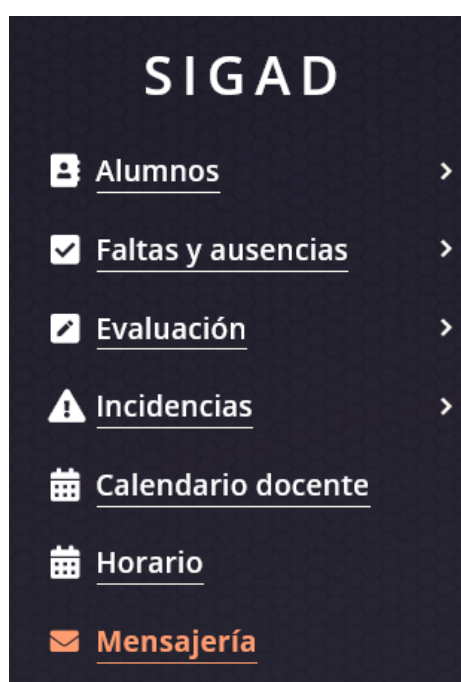 SIGAD
Alumnos
Faltas y ausencias
Evaluación
Incidencias
Calendario docente
Horario
Mensajería